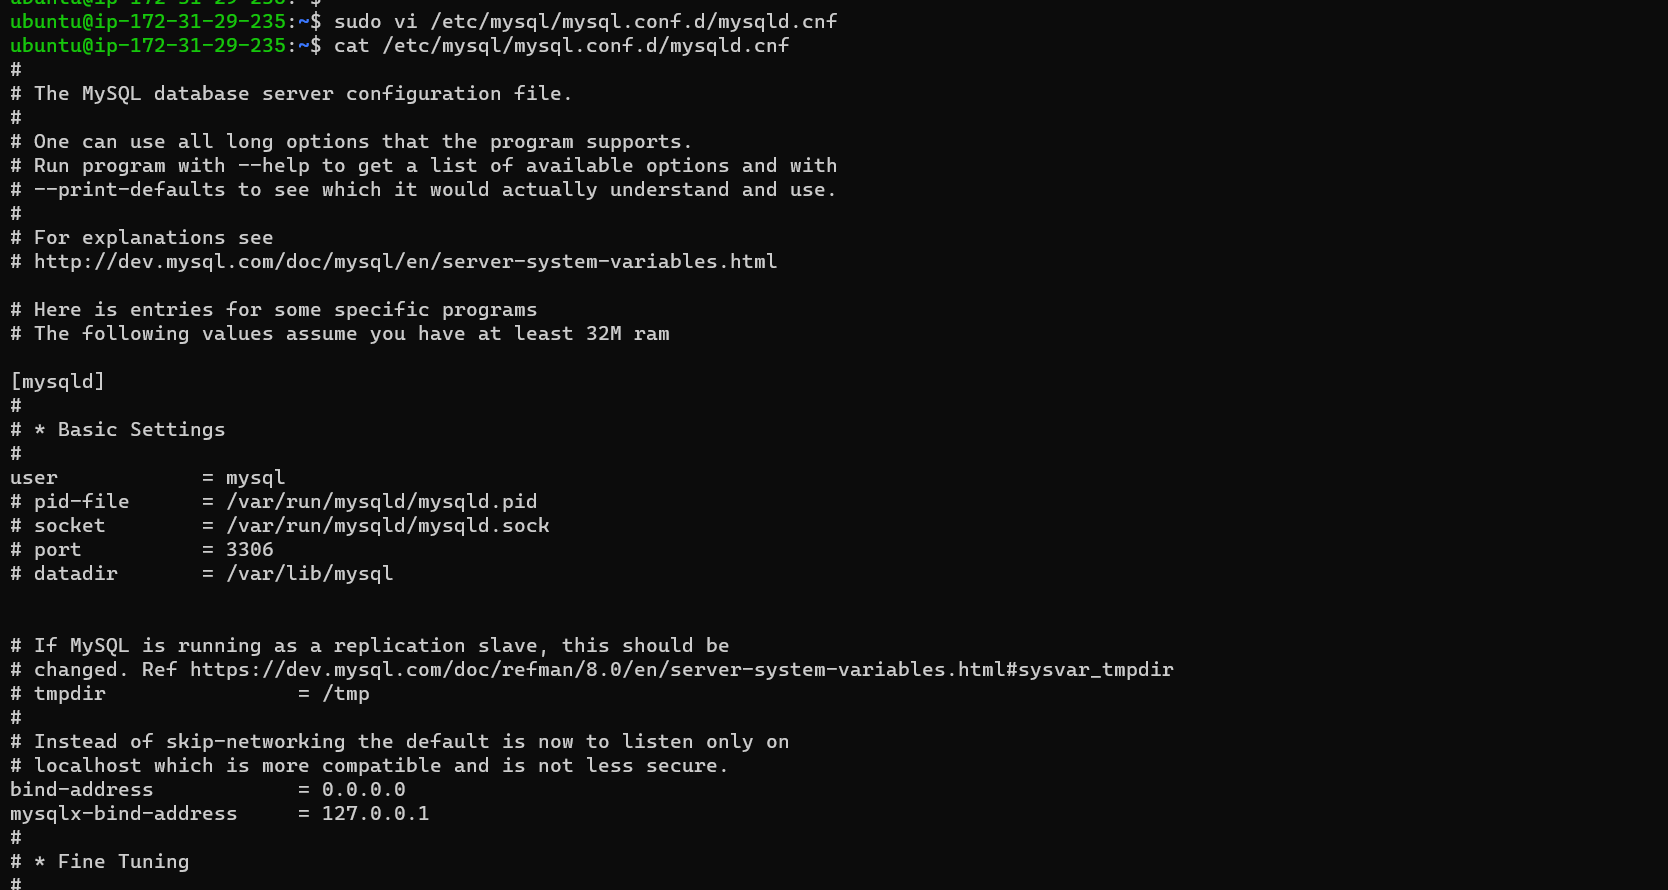 ubuntu@ip-172-31-29-235:~$
ubuntu@ip-172-31-29-235:~$ sudo vi /etc/mysql/mysql.conf.d/mysqld.cnf
ubuntu@ip-172-31-29-235:~$ cat /etc/mysql/mysql.conf.d/mysqld.cnf
#
# The MySQL database server configuration file.
#
# One can use all long options that the program supports.
# Run program with --help to get a list of available options and with
# --print-defaults to see which it would actually understand and use.
#
# For explanations see
# http://dev.mysql.com/doc/mysql/en/server-system-variables.html

# Here is entries for some specific programs
# The following values assume you have at least 32M ram

[mysqld]
#
# * Basic Settings
#
user            = mysql
# pid-file      = /var/run/mysqld/mysqld.pid
# socket        = /var/run/mysqld/mysqld.sock
# port          = 3306
# datadir       = /var/lib/mysql


# If MySQL is running as a replication slave, this should be
# changed. Ref https://dev.mysql.com/doc/refman/8.0/en/server-system-variables.html#sysvar_tmpdir
# tmpdir                = /tmp
#
# Instead of skip-networking the default is now to listen only on
# localhost which is more compatible and is not less secure.
bind-address            = 0.0.0.0
mysqlx-bind-address     = 127.0.0.1
#
# * Fine Tuning
#